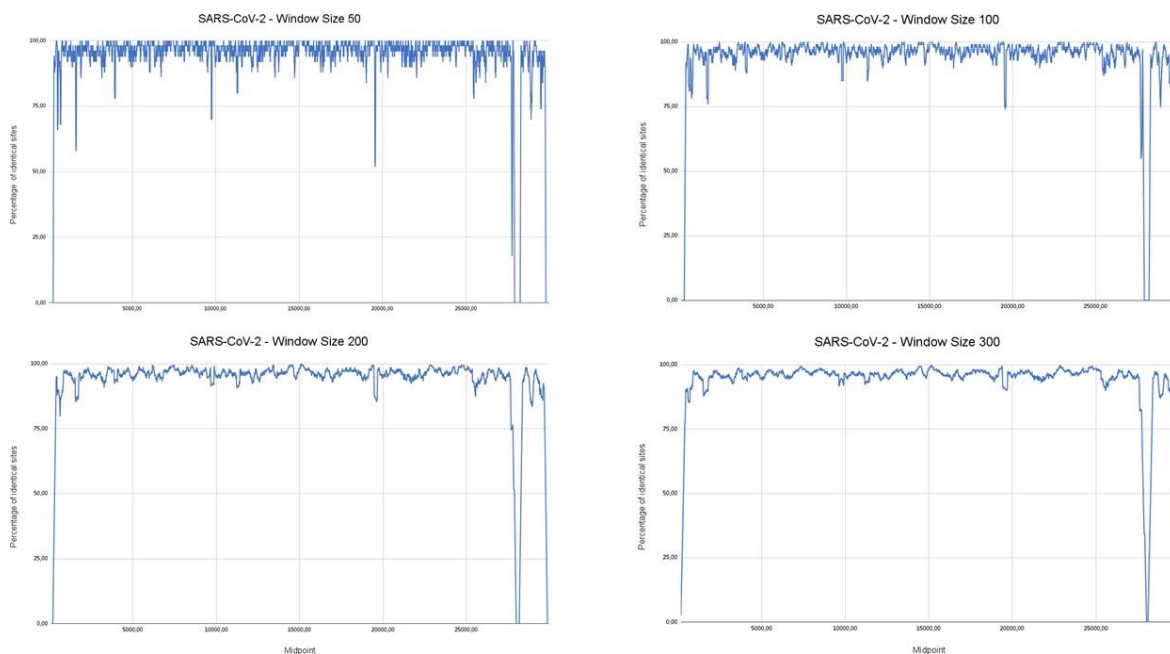 SARS-CoV-2 - Window Size 50
Percentage of identical sites
100,00
75,00
50,00
25,00
0,00
5000,00 10000,00 15000,00 20000,00 25000,00
SARS-CoV-2 - Window Size 100
Percentage of identical sites
100,00
75,00
50,00
25,00
0,00
5000,00 10000,00 15000,00 20000,00 25000,00
SARS-CoV-2 - Window Size 200
Percentage of identical sites
100,00
75,00
50,00
25,00
0,00
5000,00 10000,00 15000,00 20000,00 25000,00
Midpoint
SARS-CoV-2 - Window Size 300
Percentage of identical sites
100,00
75,00
50,00
25,00
0,00
5000,00 10000,00 15000,00 20000,00 25000,00
Midpoint